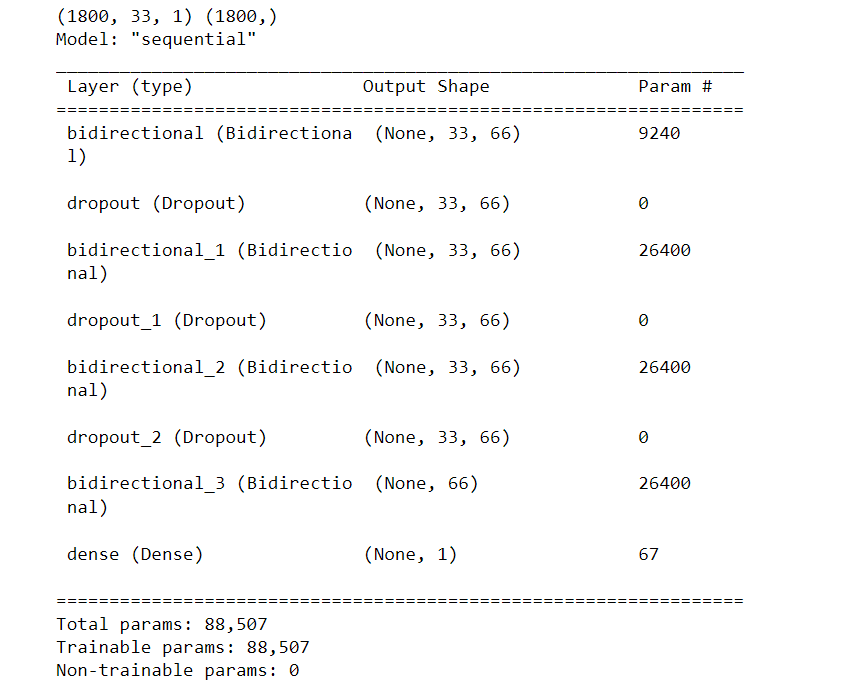 (1800, 33, 1) (1800,)
Model: "sequential"
_________________________________________________________________
Layer (type) Output Shape Param #
=================================================================
bidirectional (Bidirectiona (None, 33, 66) 9240
l)
dropout (Dropout) (None, 33, 66) 0
bidirectional_1 (Bidirectio (None, 33, 66) 26400
nal)
dropout_1 (Dropout) (None, 33, 66) 0
bidirectional_2 (Bidirectio (None, 33, 66) 26400
nal)
dropout_2 (Dropout) (None, 33, 66) 0
bidirectional_3 (Bidirectio (None, 66) 26400
nal)
dense (Dense) (None, 1) 67
=================================================================
Total params: 88,507
Trainable params: 88,507
Non-trainable params: 0